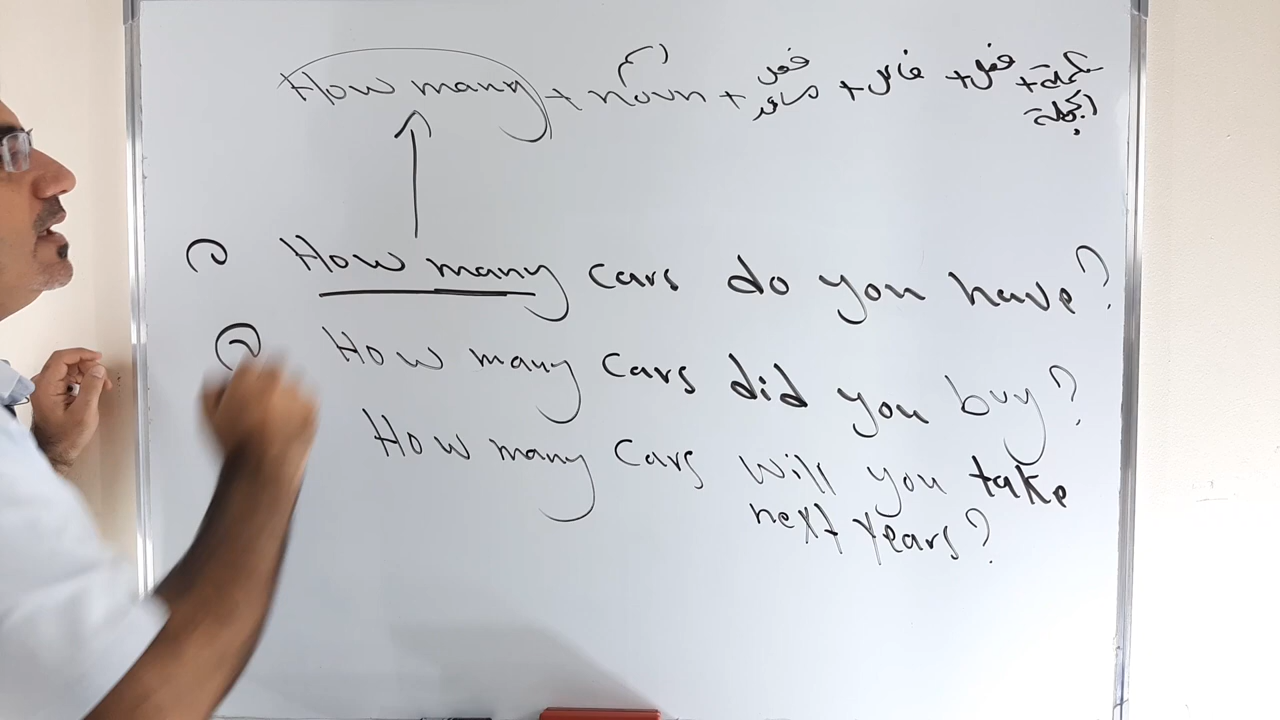 How many + noun (ج) + فعل مساعد + فاعل + فعل + تكملة الجملة
How many cars do you have?
How many cars did you buy?
How many cars will you take
next years?